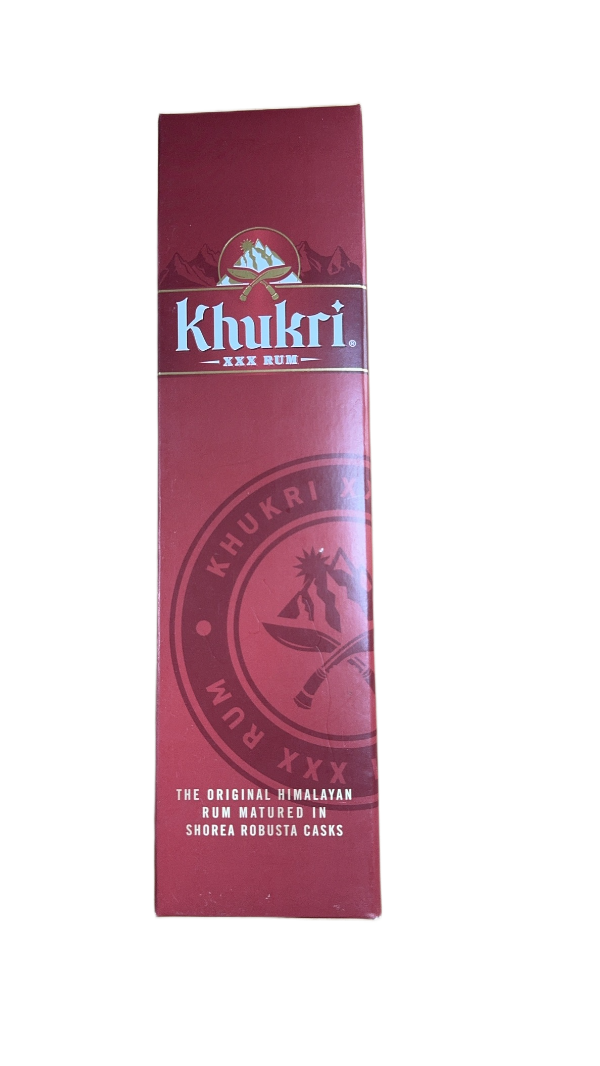 Khukri®
XXX RUM
KHUKRI XX
XXX RUM
THE ORIGINAL HIMALAYAN
RUM MATURED IN
SHOREA ROBUSTA CASKS